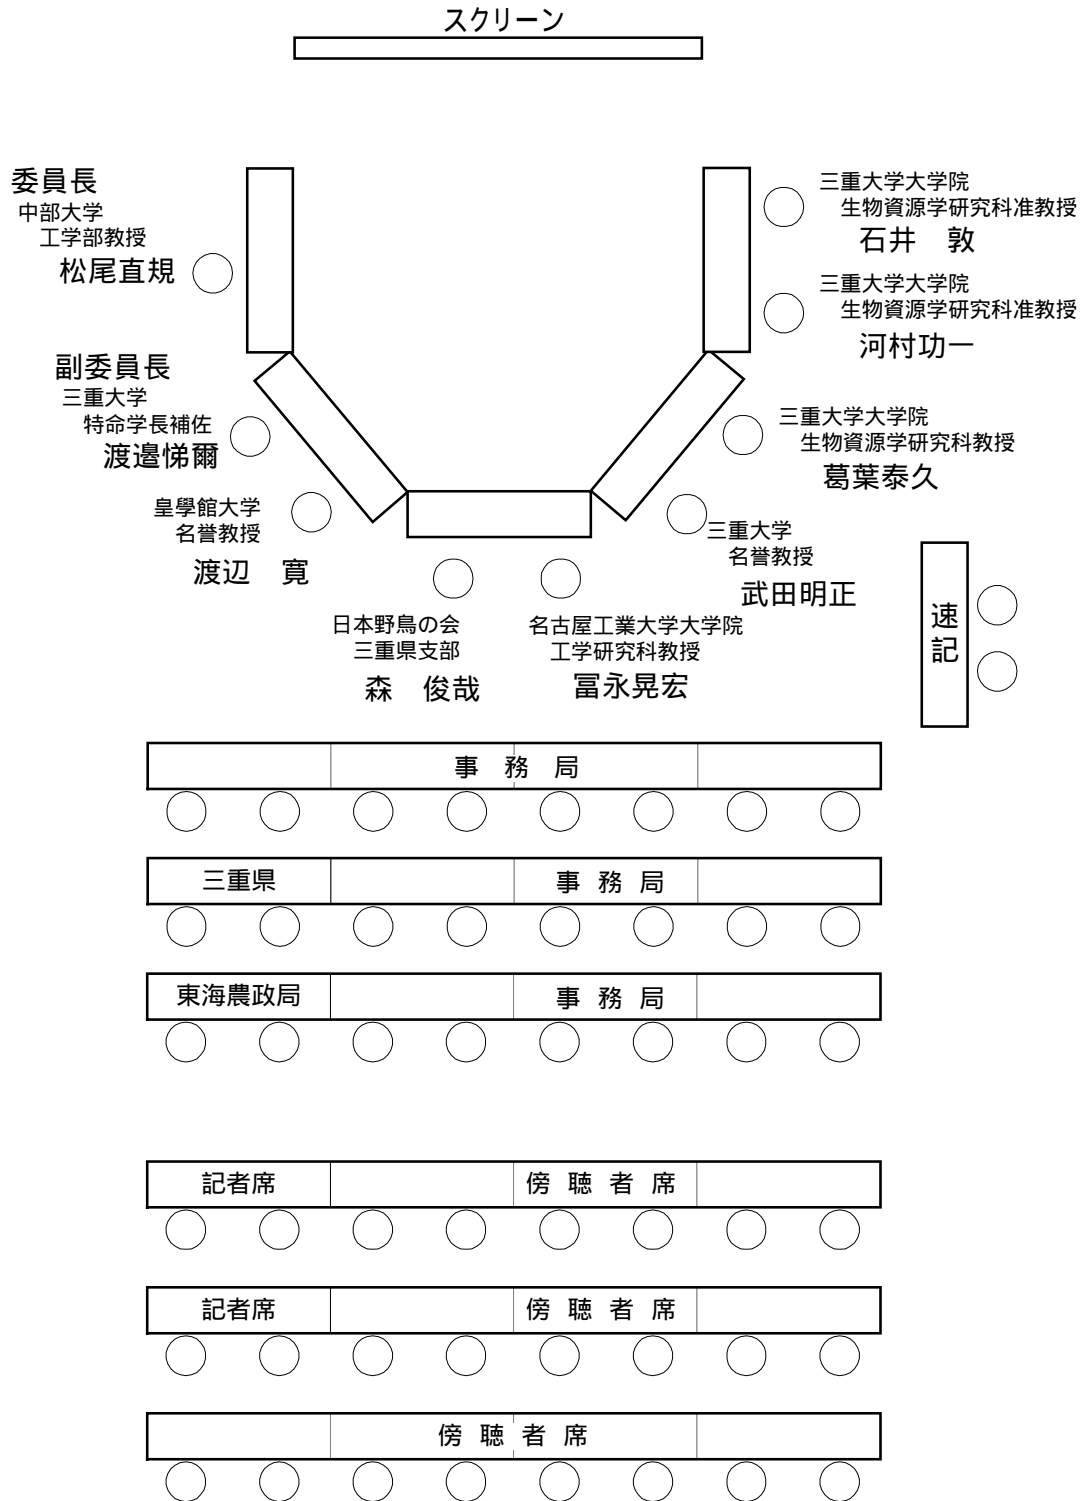 スクリーン
委員長
中部大学
工学部教授
松尾直規
副委員長
三重大学
特命学長補佐
渡邉悌爾
皇學館大学
名誉教授
渡辺　寛
日本野鳥の会
三重県支部
森　俊哉
名古屋工業大学大学院
工学研究科教授
冨永晃宏
三重大学
名誉教授
武田明正
三重大学大学院
生物資源学研究科教授
葛葉泰久
三重大学大学院
生物資源学研究科准教授
河村功一
三重大学大学院
生物資源学研究科准教授
石井　敦
速記
事　務　局
三重県
事 務 局
東海農政局
事 務 局
記者席
傍 聴 者 席
記者席
傍 聴 者 席
傍 聴 者 席